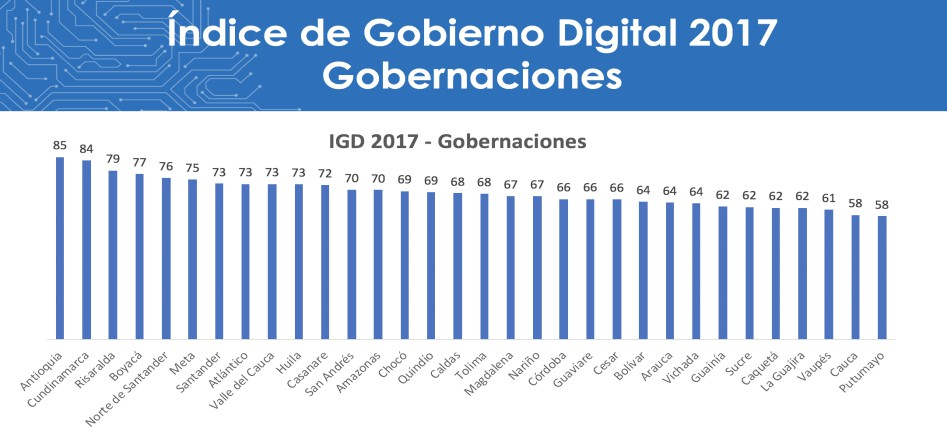 Índice de Gobierno Digital 2017
Gobernaciones
IGD 2017 - Gobernaciones
85 84 79 77 76 75 73 73 73 73 72 70 70 69 69 68 68 67 67 66 66 66 64 64 64 62 62 62 62 61 58 58
Antioquia
Cundinamarca
Risaralda
Boyacá
Norte de Santander
Meta
Santander
Atlántico
Valle del Cauca
Huila
Casanare
San Andrés
Amazonas
Chocó
Quindío
Caldas
Tolima
Magdalena
Nariño
Córdoba
Guaviare
Cesar
Bolívar
Arauca
Vichada
Guainía
Sucre
Caquetá
La Guajira
Vaupés
Cauca
Putumayo